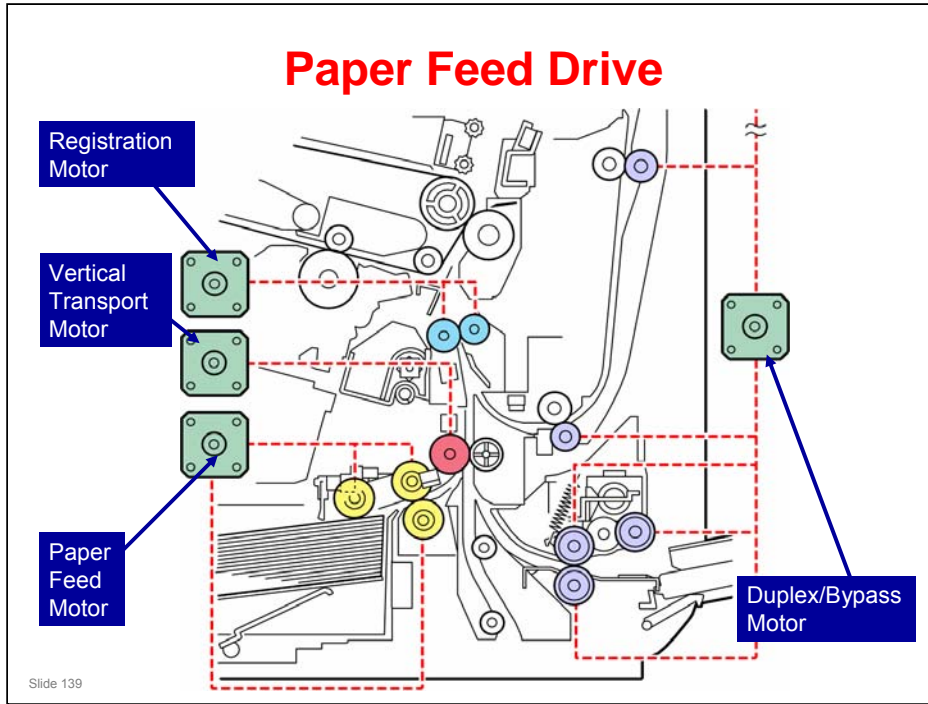 Paper Feed Drive
Registration
Motor
Vertical
Transport
Motor
Paper
Feed
Motor
Duplex/Bypass
Motor
Slide 139